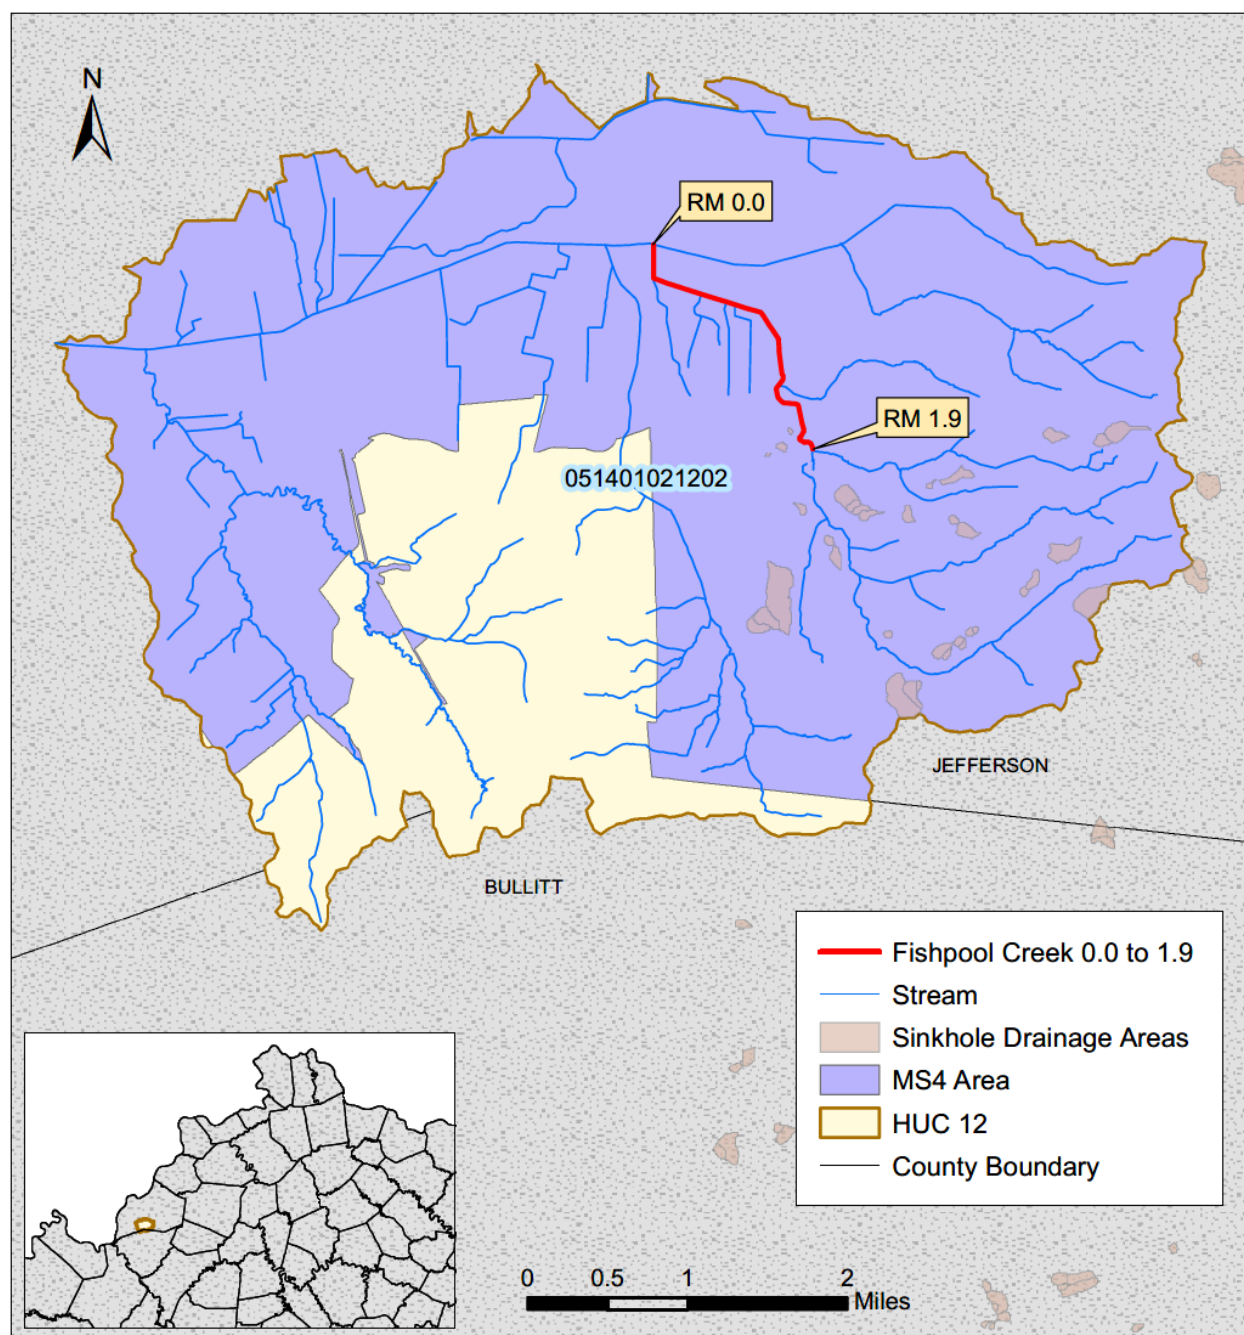 N
RM 0.0
RM 1.9
051401021202
JEFFERSON
BULLITT
Fishpool Creek 0.0 to 1.9
Stream
Sinkhole Drainage Areas
MS4 Area
HUC 12
County Boundary
0 0.5 1 2
Miles